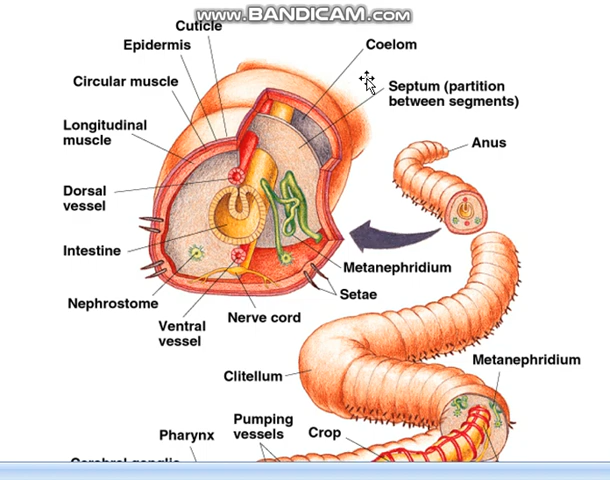 WWW.BANDICAM.COM
Cuticle
Epidermis
Coelom
Circular muscle
Septum (partition
between segments)
Longitudinal
muscle
Anus
Dorsal
vessel
Intestine
Metanephridium
Setae
Nephrostome
Nerve cord
Ventral
vessel
Metanephridium
Clitellum
Pumping
vessels
Pharynx
Crop